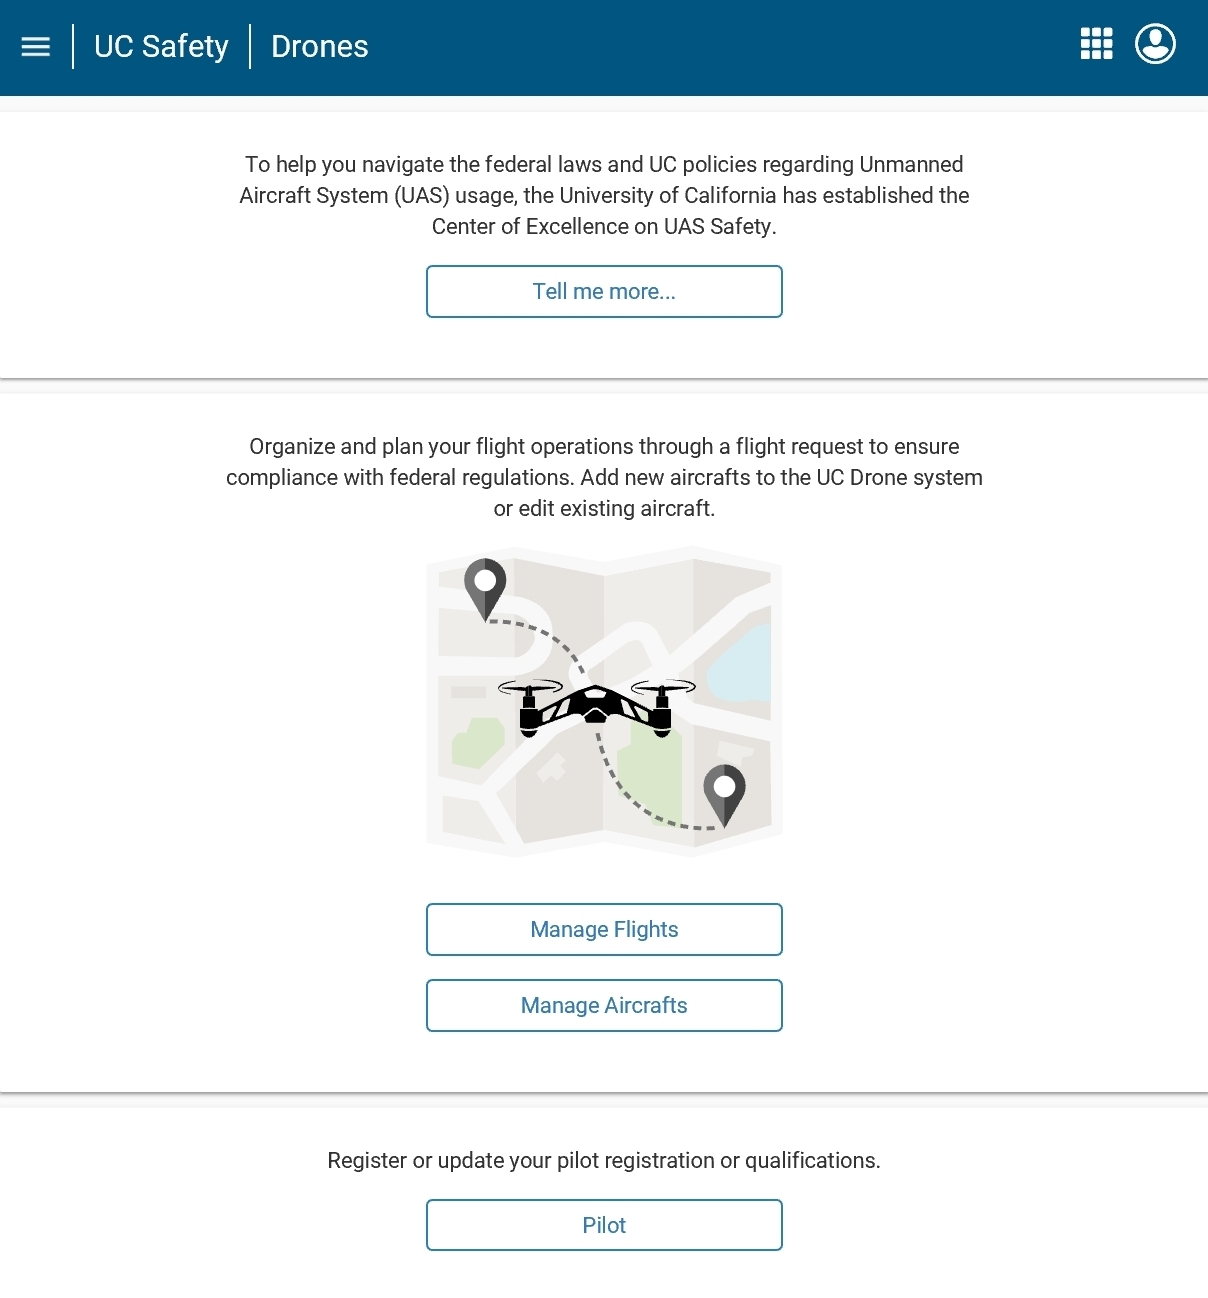 UC Safety Drones
To help you navigate the federal laws and UC policies regarding Unmanned
Aircraft System (UAS) usage, the University of California has established the
Center of Excellence on UAS Safety.
Tell me more...
Organize and plan your flight operations through a flight request to ensure
compliance with federal regulations. Add new aircrafts to the UC Drone system
or edit existing aircraft.
Manage Flights
Manage Aircrafts
Register or update your pilot registration or qualifications.
Pilot